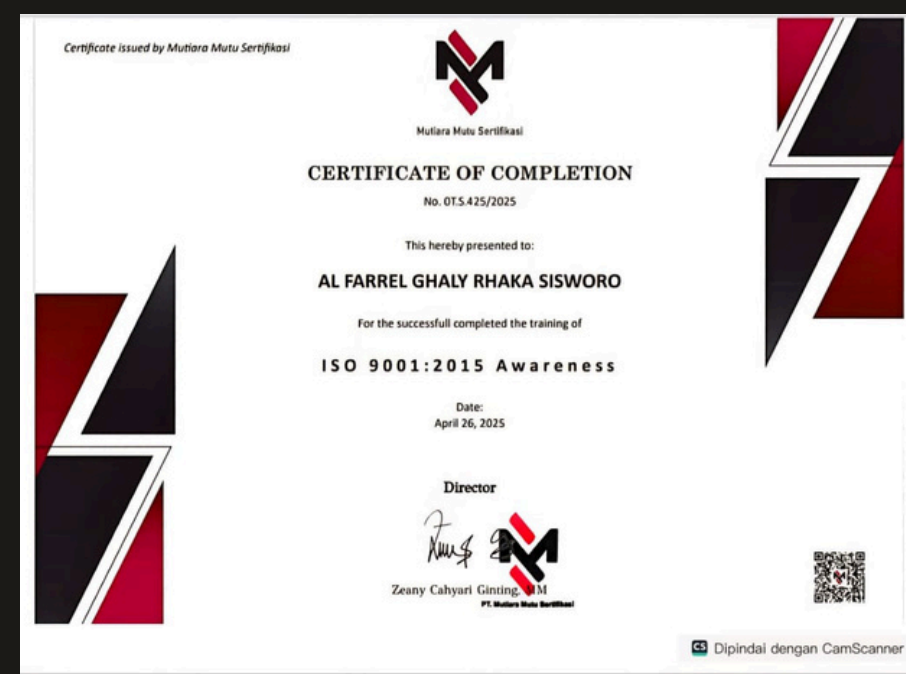 Certificate issued by Mutiara Mutu Sertifikasi
Mutiara Mutu Sertifikasi
CERTIFICATE OF COMPLETION
No. 0T.S.425/2025
This hereby presented to:
AL FARREL GHALY RHAKA SISWORO
For the successfull completed the training of
ISO 9001:2015 Awareness
Date:
April 26, 2025
Director
Zeany Cahyari Ginting, MM
PT. Mutiara Mutu Sertifikasi
CS Dipindai dengan CamScanner